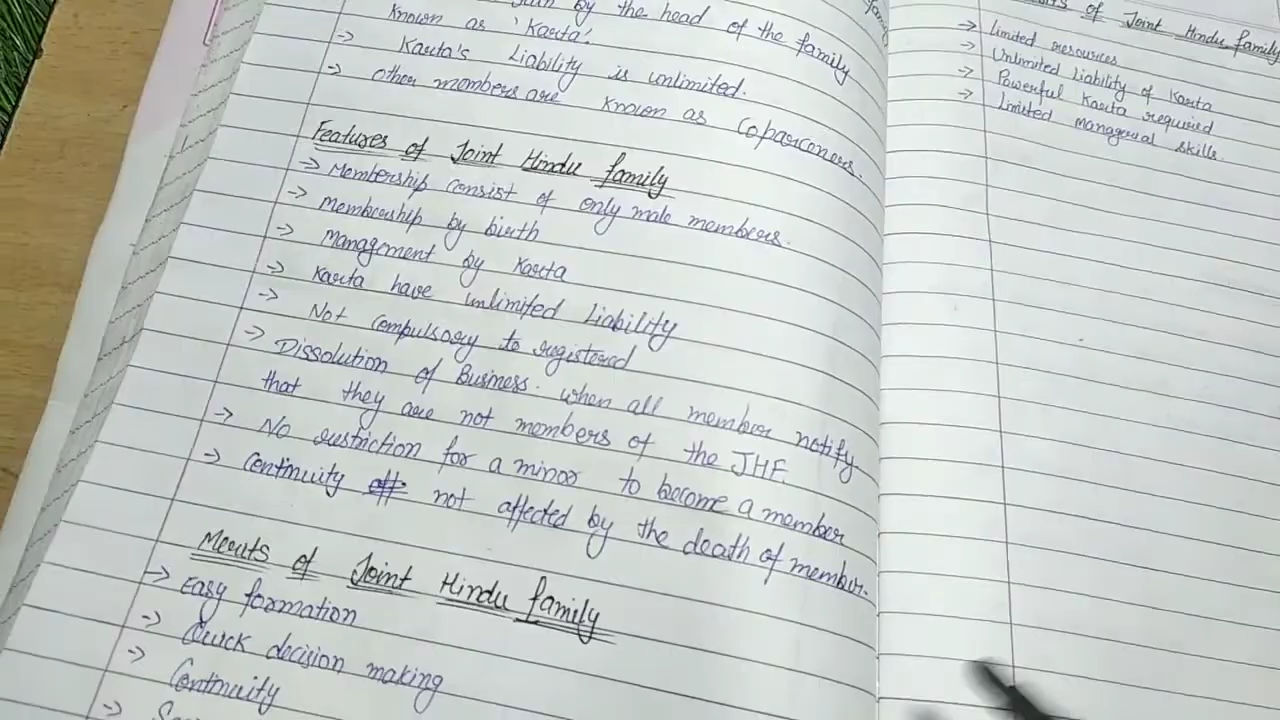 by the head of the family
known as 'Karta'.
→ Karta's Liability is unlimited.
→ other members are known as Coparceners.
Features of Joint Hindu family
→ Membership consist of only male members.
→ Membership by birth
→ Management by Karta
→ Karta have unlimited Liability
→ Not compulsory to registered
→ Dissolution of Business. when all member notify
that they are not members of the JHF.
→ No restriction for a minor to become a member
→ Continuity not affected by the death of member.
Merits of Joint Hindu family
→ Easy formation
→ Quick decision making
→ Continuity
→
of Joint Hindu family
→ Limited resources
→ Unlimited Liability of Karta
→ Powerful Karta required
→ Limited Managerial skills.